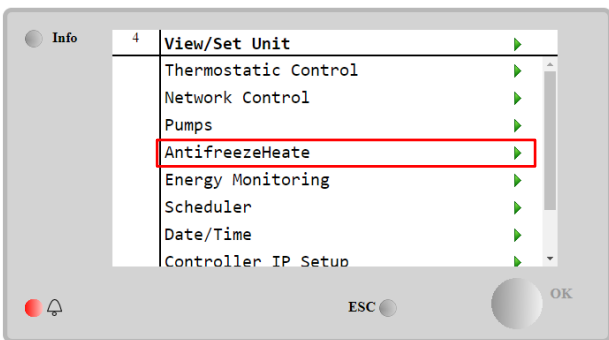 Info
4 View/Set Unit
Thermostatic Control
Network Control
Pumps
AntifreezeHeate
Energy Monitoring
Scheduler
Date/Time
Controller IP Setup
ESC
OK